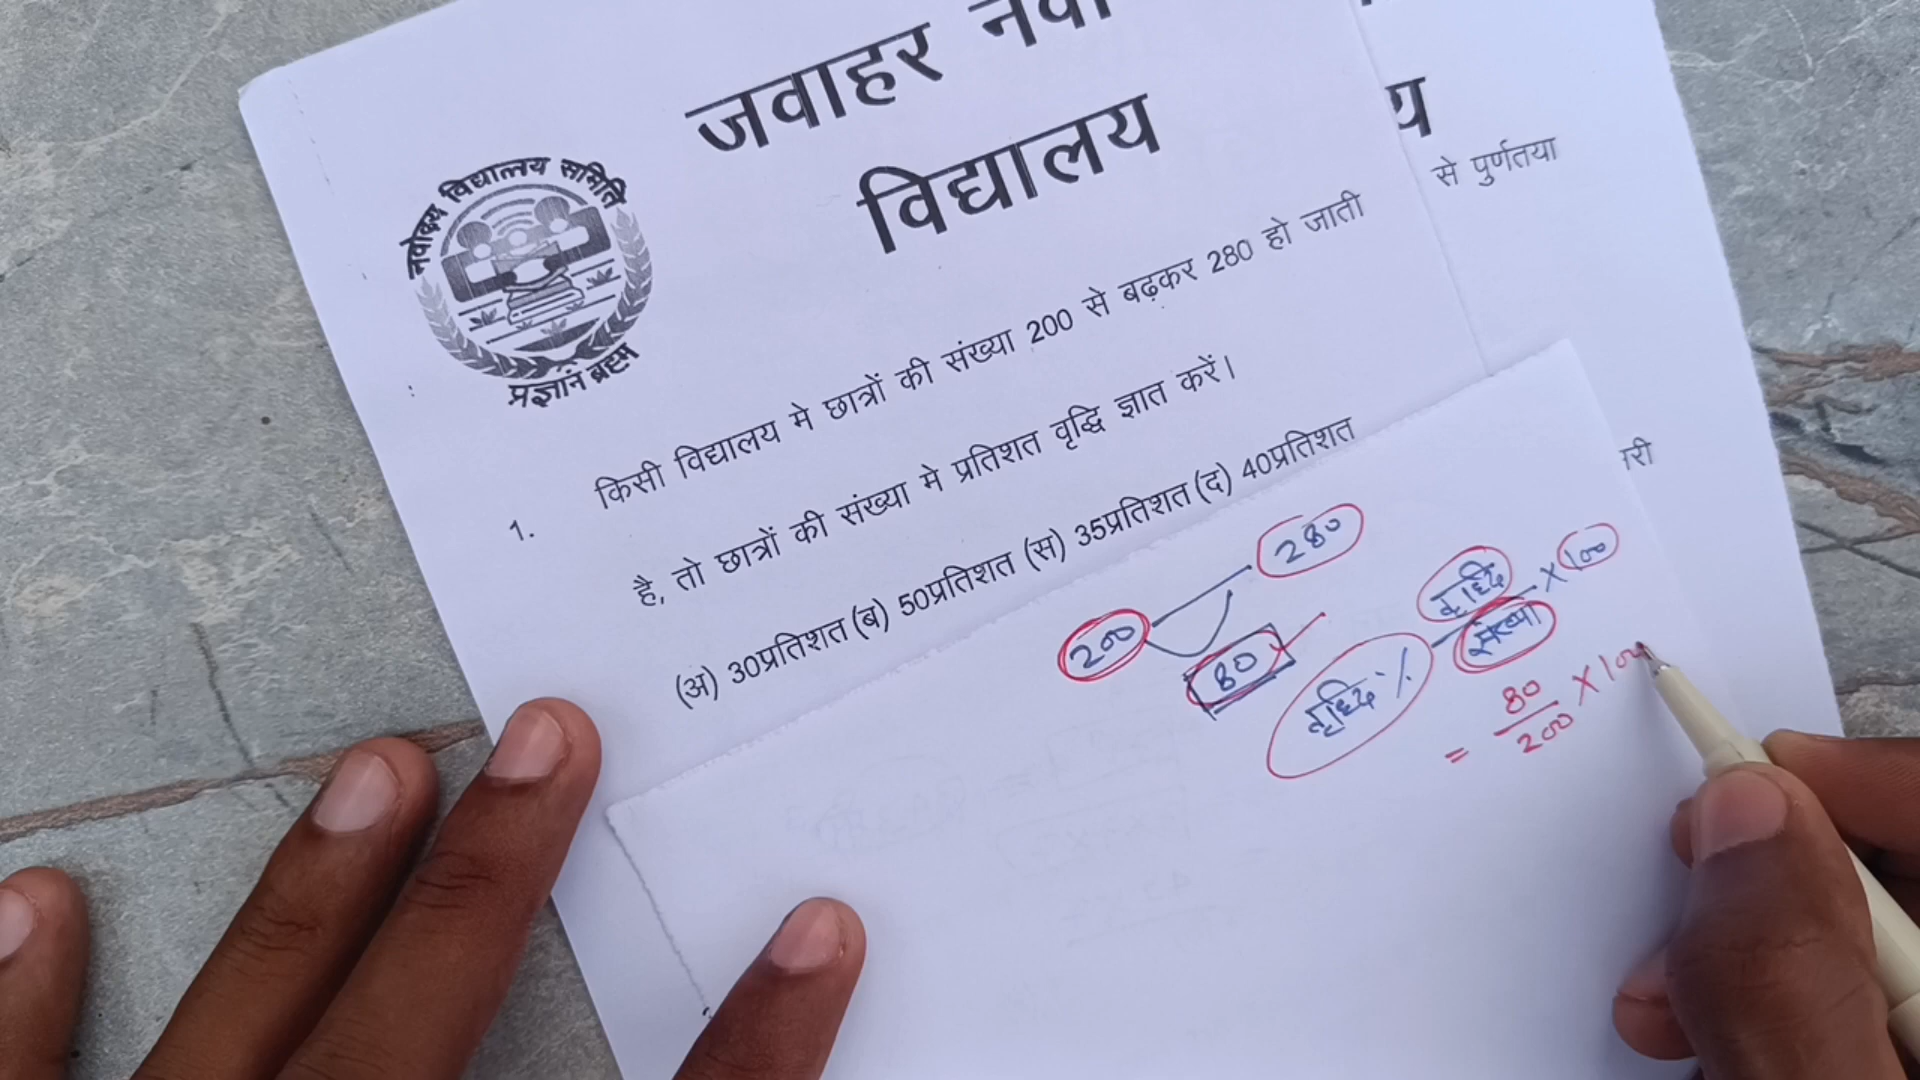 जवाहर नवो
विद्यालय
य
नवोदय विद्यालय समिति
प्रज्ञानं ब्रह्म
से पुर्णतया
1. किसी विद्यालय मे छात्रों की संख्या 200 से बढ़कर 280 हो जाती
है, तो छात्रों की संख्या मे प्रतिशत वृद्धि ज्ञात करें।
री
(अ) 30प्रतिशत (ब) 50प्रतिशत (स) 35प्रतिशत (द) 40प्रतिशत
280
200
80
वृद्धि % वृद्धि × 100
संख्या
= 80 × 100
200